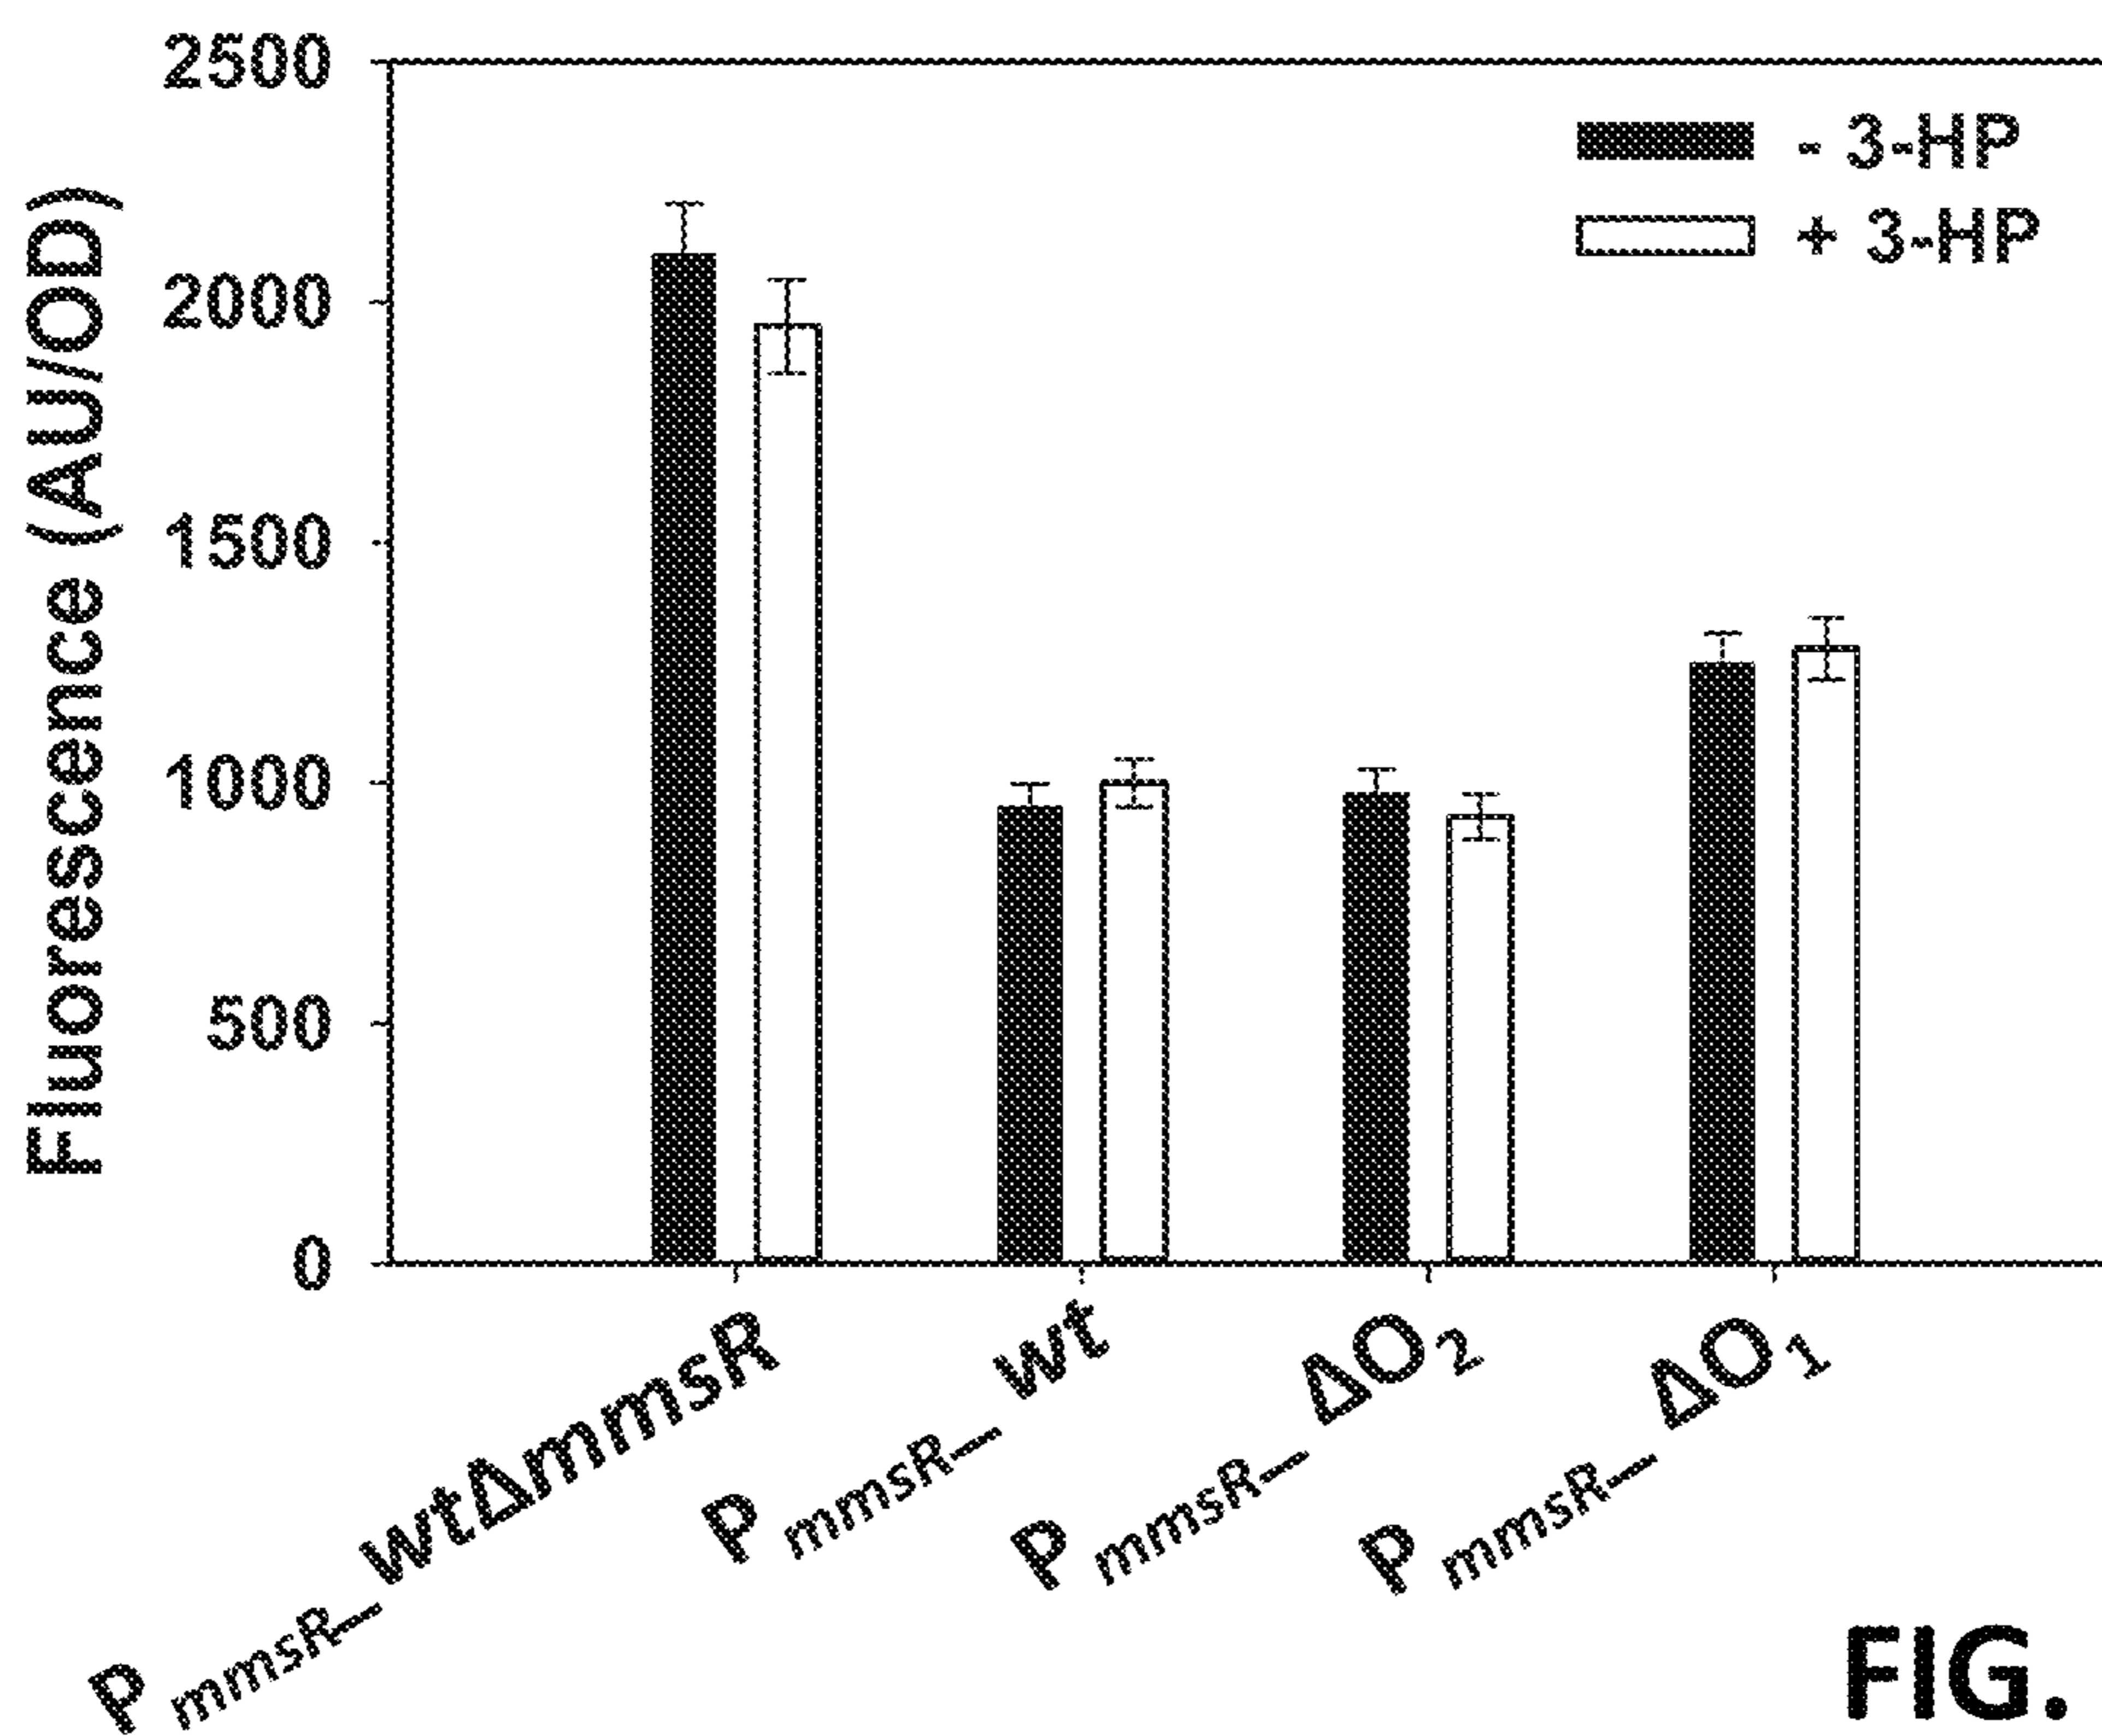 2500
2000
1500
1000
500
0
Fluorescence (AU/OD)
- 3-HP
+ 3-HP
P mmsR_ wtΔmmsR
P mmsR_ wt
P mmsR_ ΔO₂
P mmsR_ ΔO₁
FIG.